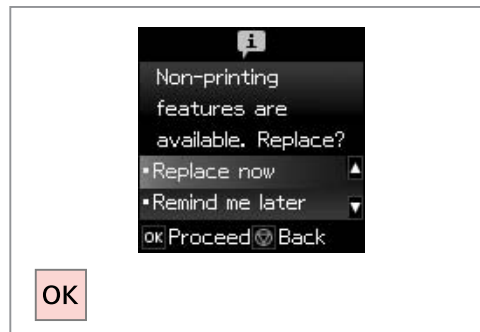 i
Non-printing
features are
available. Replace?
•Replace now
•Remind me later
OK Proceed Back
OK